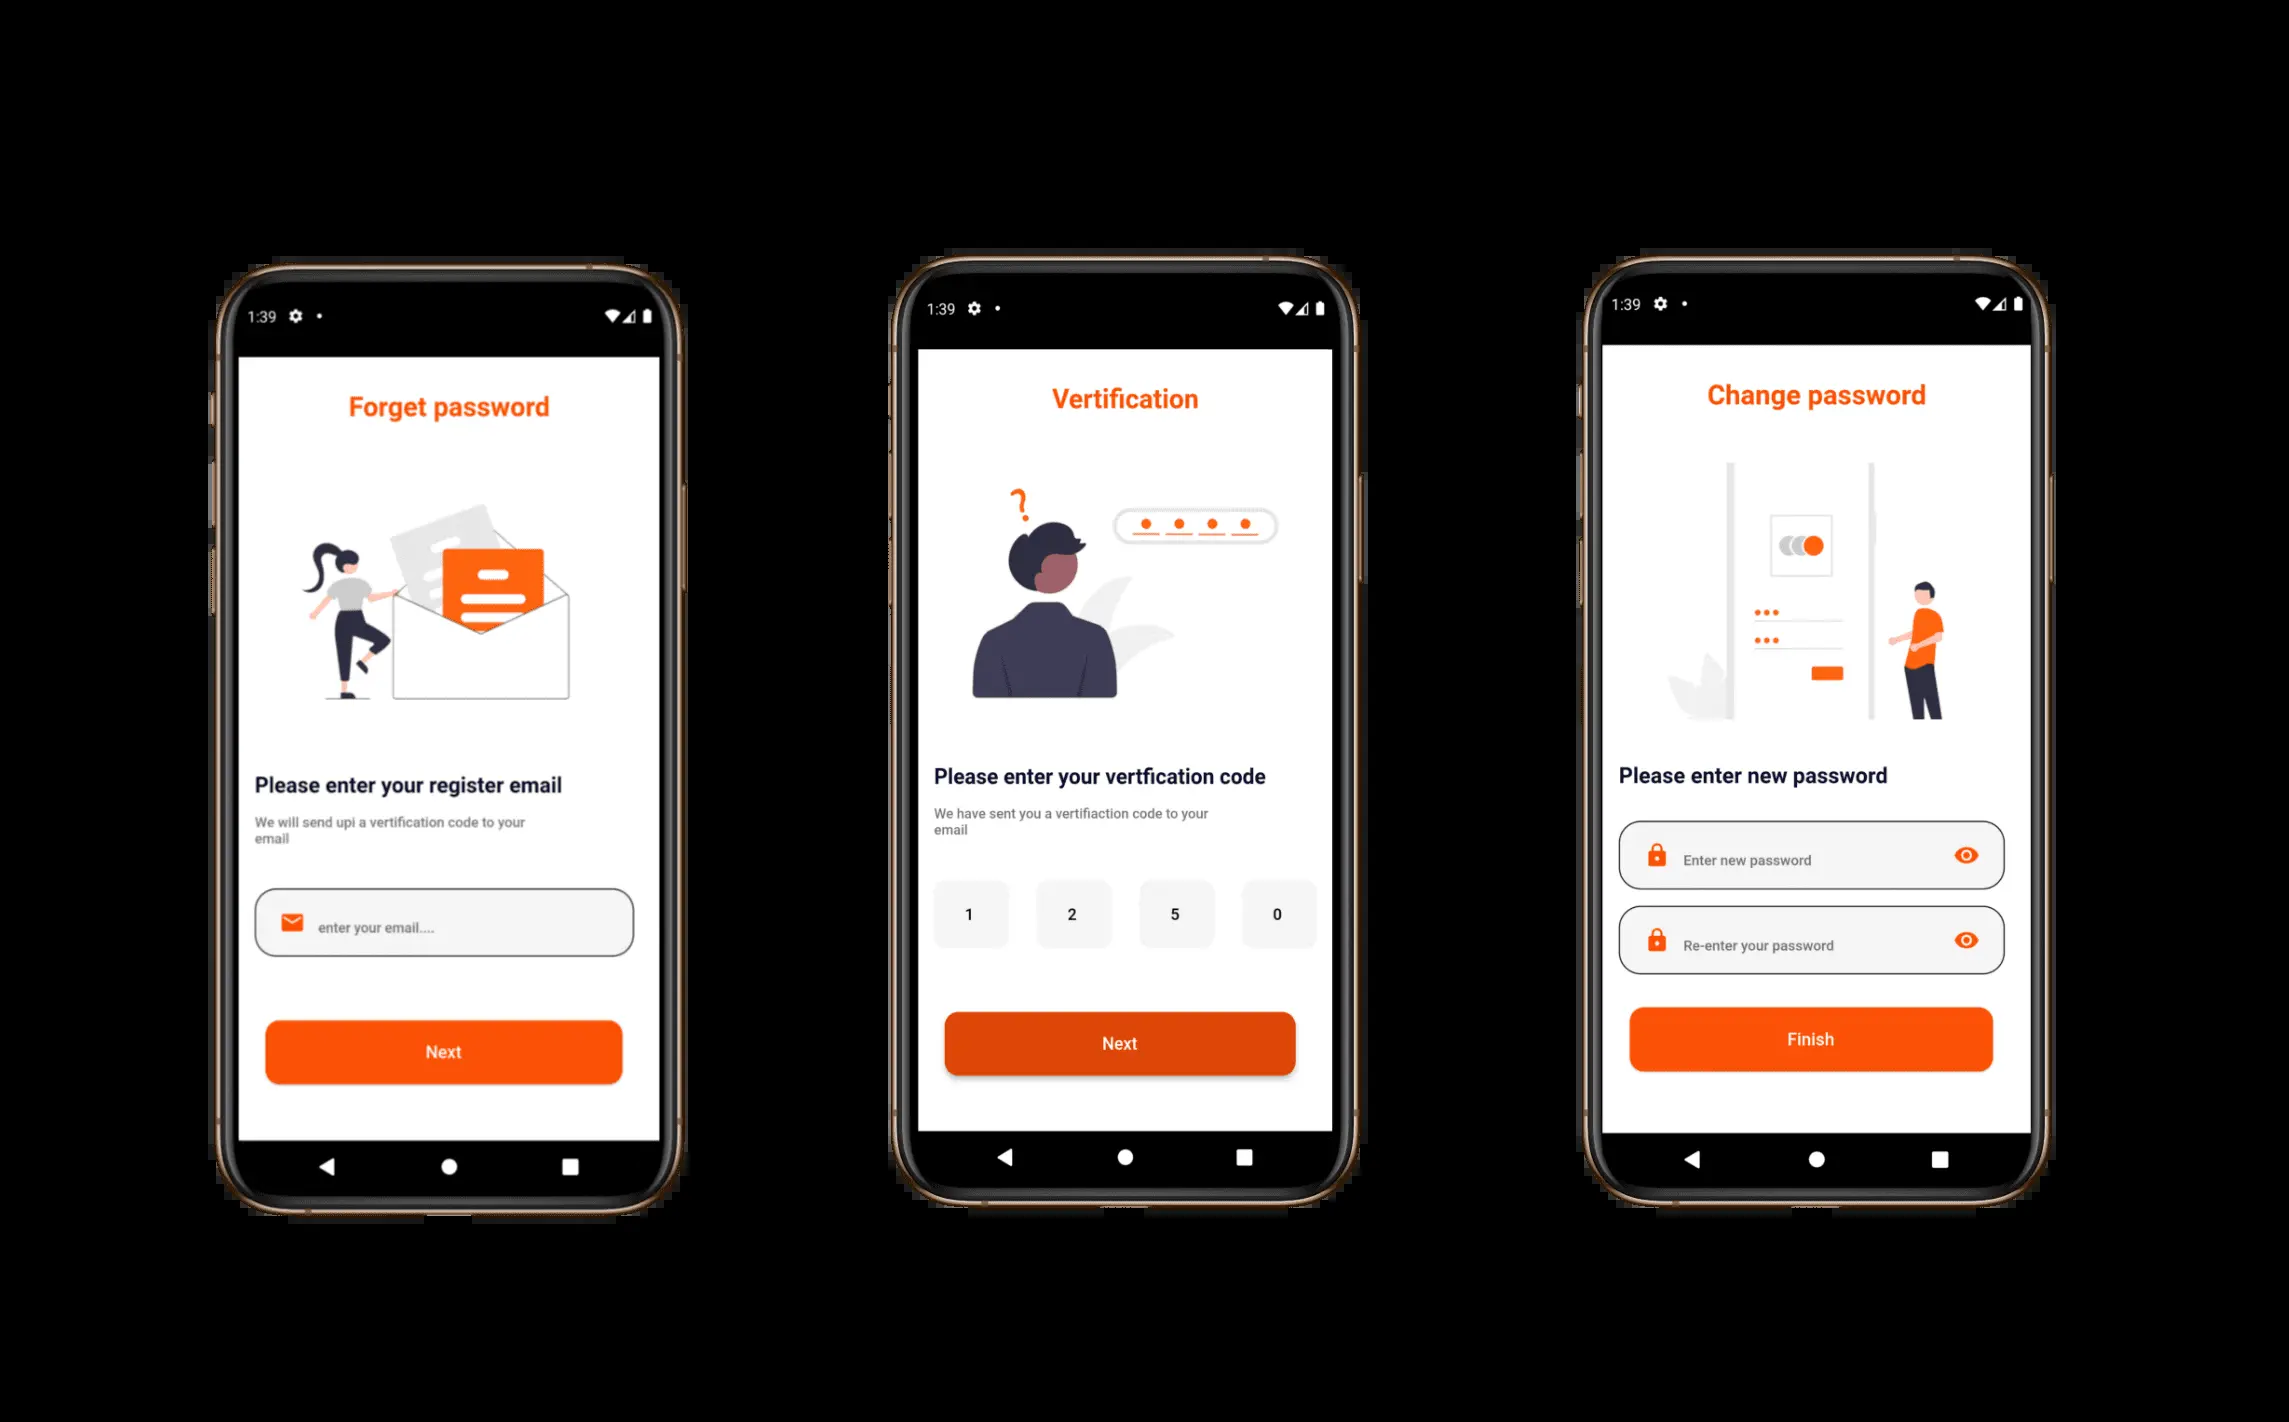 1:39
Forget password
Please enter your register email
We will send upi a vertification code to your
email
enter your email....
Next
1:39
Vertification
Please enter your vertfication code
We have sent you a vertifiaction code to your
email
1 2 5 0
Next
1:39
Change password
Please enter new password
Enter new password
Re-enter your password
Finish